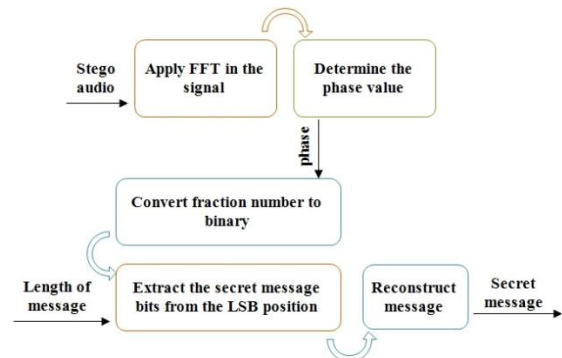 Stego
audio
Apply FFT in the
signal
Determine the
phase value
phase
Convert fraction number to
binary
Length of
message
Extract the secret message
bits from the LSB position
Reconstruct
message
Secret
message